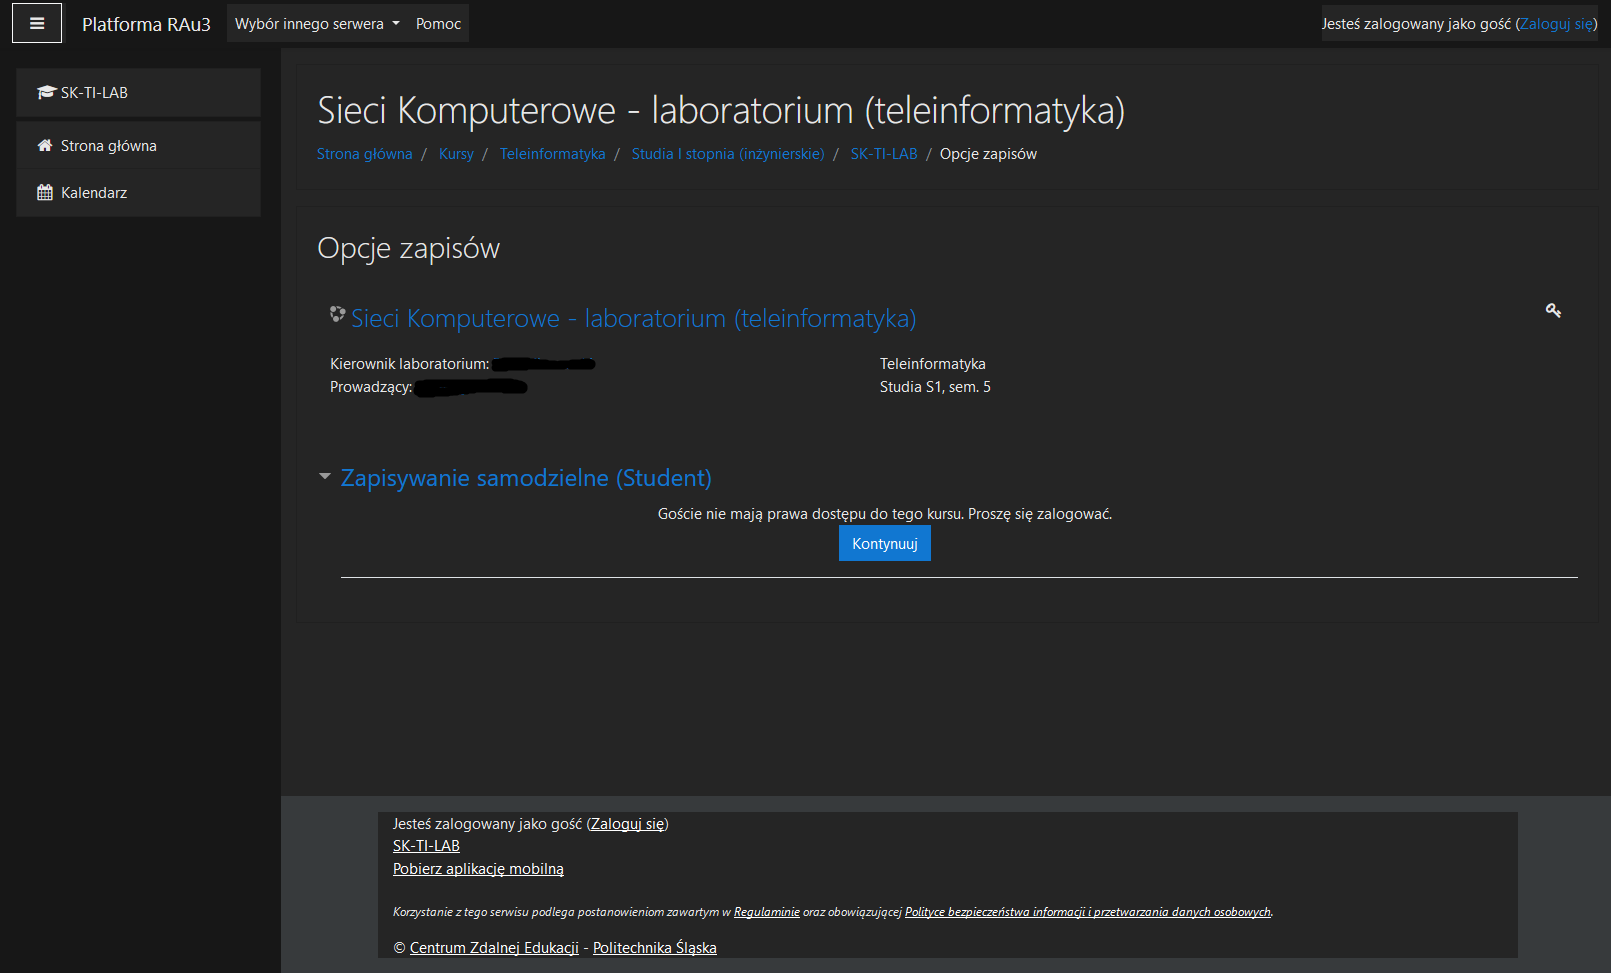 Platforma RAu3 Wybór innego serwera Pomoc Jesteś zalogowany jako gość (Zaloguj się)
SK-TI-LAB
Strona główna
Kalendarz
Sieci Komputerowe - laboratorium (teleinformatyka)
Strona główna / Kursy / Teleinformatyka / Studia I stopnia (inżynierskie) / SK-TI-LAB / Opcje zapisów
Opcje zapisów
Sieci Komputerowe - laboratorium (teleinformatyka)
Kierownik laboratorium:
Prowadzący:
Teleinformatyka
Studia S1, sem. 5
Zapisywanie samodzielne (Student)
Goście nie mają prawa dostępu do tego kursu. Proszę się zalogować.
Kontynuuj
Jesteś zalogowany jako gość (Zaloguj się)
SK-TI-LAB
Pobierz aplikację mobilną
Korzystanie z tego serwisu podlega postanowieniom zawartym w Regulaminie oraz obowiązującej Polityce bezpieczeństwa informacji i przetwarzania danych osobowych.
© Centrum Zdalnej Edukacji - Politechnika Śląska